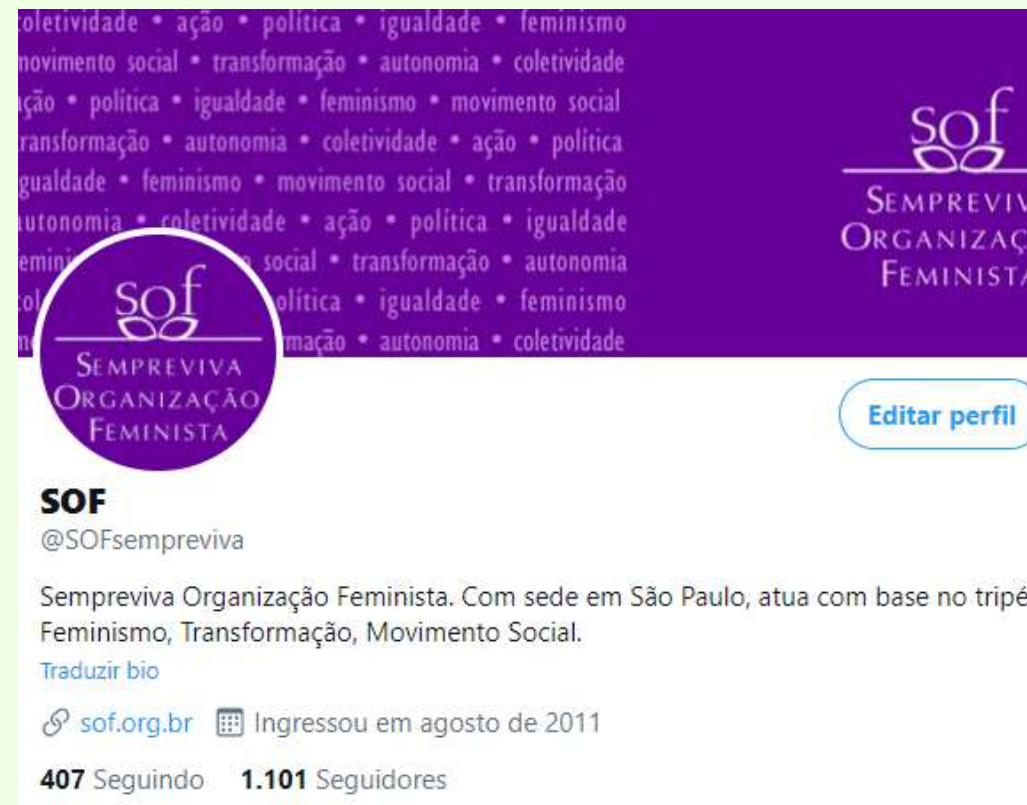 coletividade • ação • política • igualdade • feminismo
movimento social • transformação • autonomia • coletividade
ação • política • igualdade • feminismo • movimento social
transformação • autonomia • coletividade • ação • política
igualdade • feminismo • movimento social • transformação
autonomia • coletividade • ação • política • igualdade
social • transformação • autonomia
política • igualdade • feminismo
mação • autonomia • coletividade
sof
SEMPREVIV
ORGANIZAÇ
FEMINISTA
sof
SEMPREVIVA
ORGANIZAÇÃO
FEMINISTA
Editar perfil
SOF
@SOFsempreviva
Sempreviva Organização Feminista. Com sede em São Paulo, atua com base no tripé
Feminismo, Transformação, Movimento Social.
Traduzir bio
sof.org.br Ingressou em agosto de 2011
407 Seguindo 1.101 Seguidores